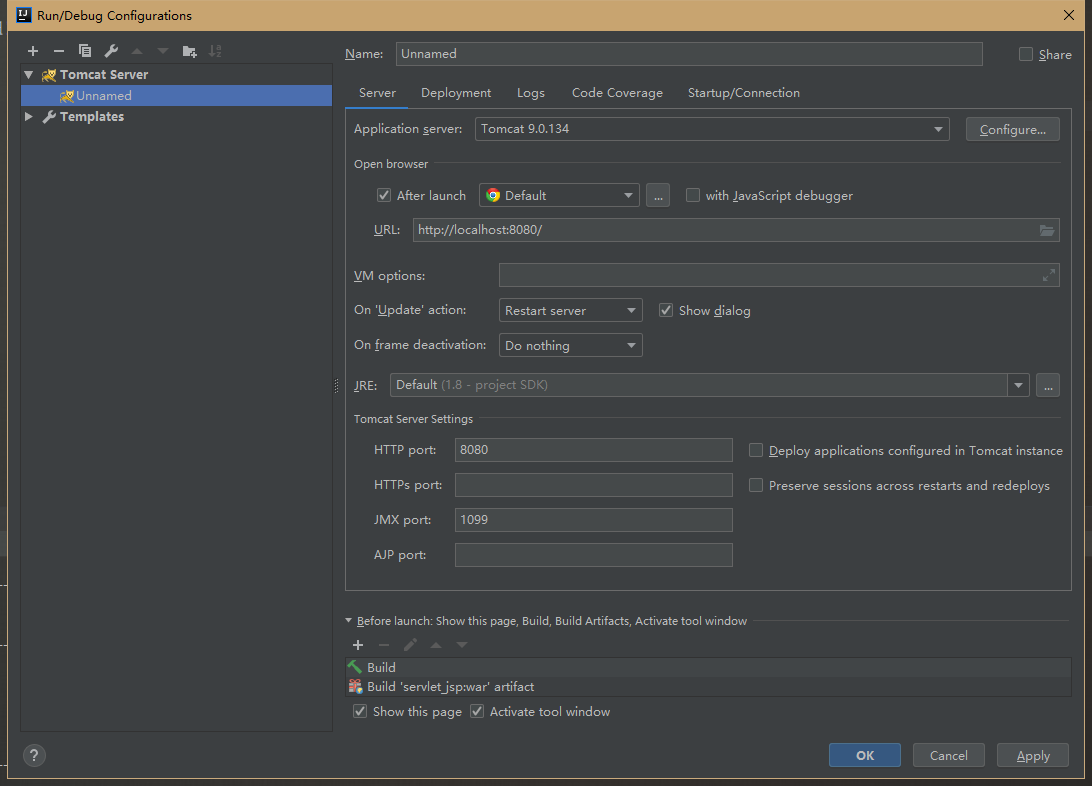 Run/Debug Configurations
Tomcat Server
Unnamed
Templates
Name: Unnamed Share
Server Deployment Logs Code Coverage Startup/Connection
Application server: Tomcat 9.0.134 Configure...
Open browser
After launch Default ... with JavaScript debugger
URL: http://localhost:8080/
VM options:
On 'Update' action: Restart server Show dialog
On frame deactivation: Do nothing
JRE: Default (1.8 - project SDK) ...
Tomcat Server Settings
HTTP port: 8080 Deploy applications configured in Tomcat instance
HTTPs port: Preserve sessions across restarts and redeploys
JMX port: 1099
AJP port:
Before launch: Show this page, Build, Build Artifacts, Activate tool window
Build
Build 'servlet_jsp:war' artifact
Show this page Activate tool window
? OK Cancel Apply